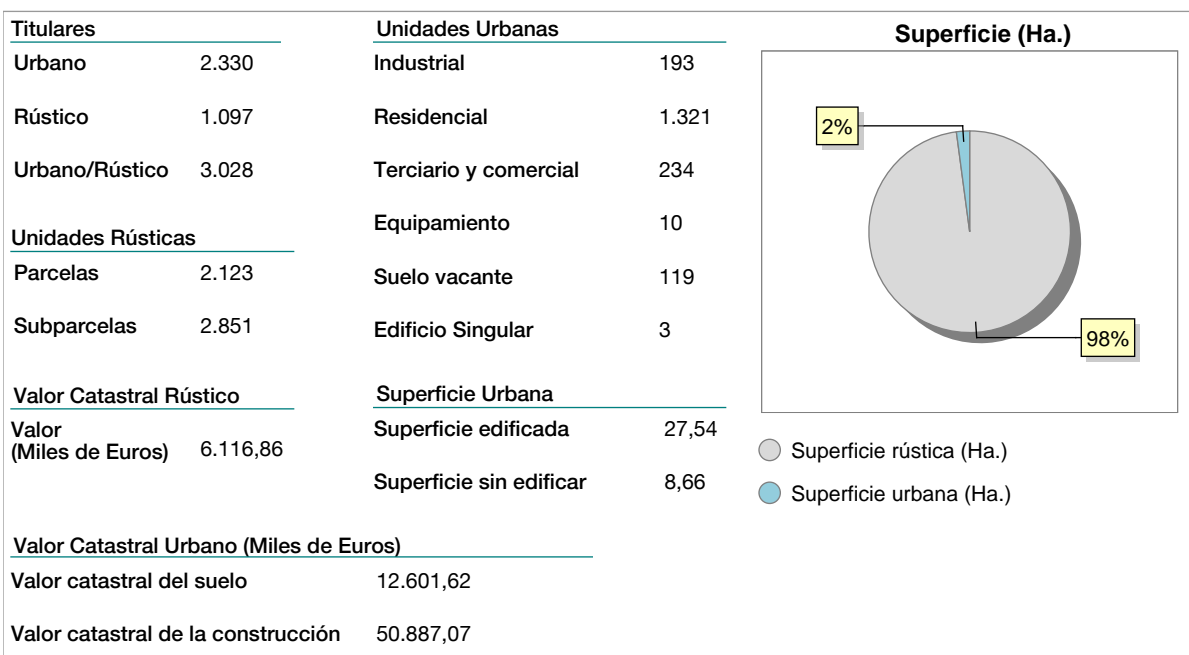 Titulares
Urbano 2.330
Rústico 1.097
Urbano/Rústico 3.028
Unidades Rústicas
Parcelas 2.123
Subparcelas 2.851
Valor Catastral Rústico
Valor
(Miles de Euros) 6.116,86
Unidades Urbanas
Industrial 193
Residencial 1.321
Terciario y comercial 234
Equipamiento 10
Suelo vacante 119
Edificio Singular 3
Superficie Urbana
Superficie edificada 27,54
Superficie sin edificar 8,66
Valor Catastral Urbano (Miles de Euros)
Valor catastral del suelo 12.601,62
Valor catastral de la construcción 50.887,07
Superficie (Ha.)
2%
98%
Superficie rústica (Ha.)
Superficie urbana (Ha.)